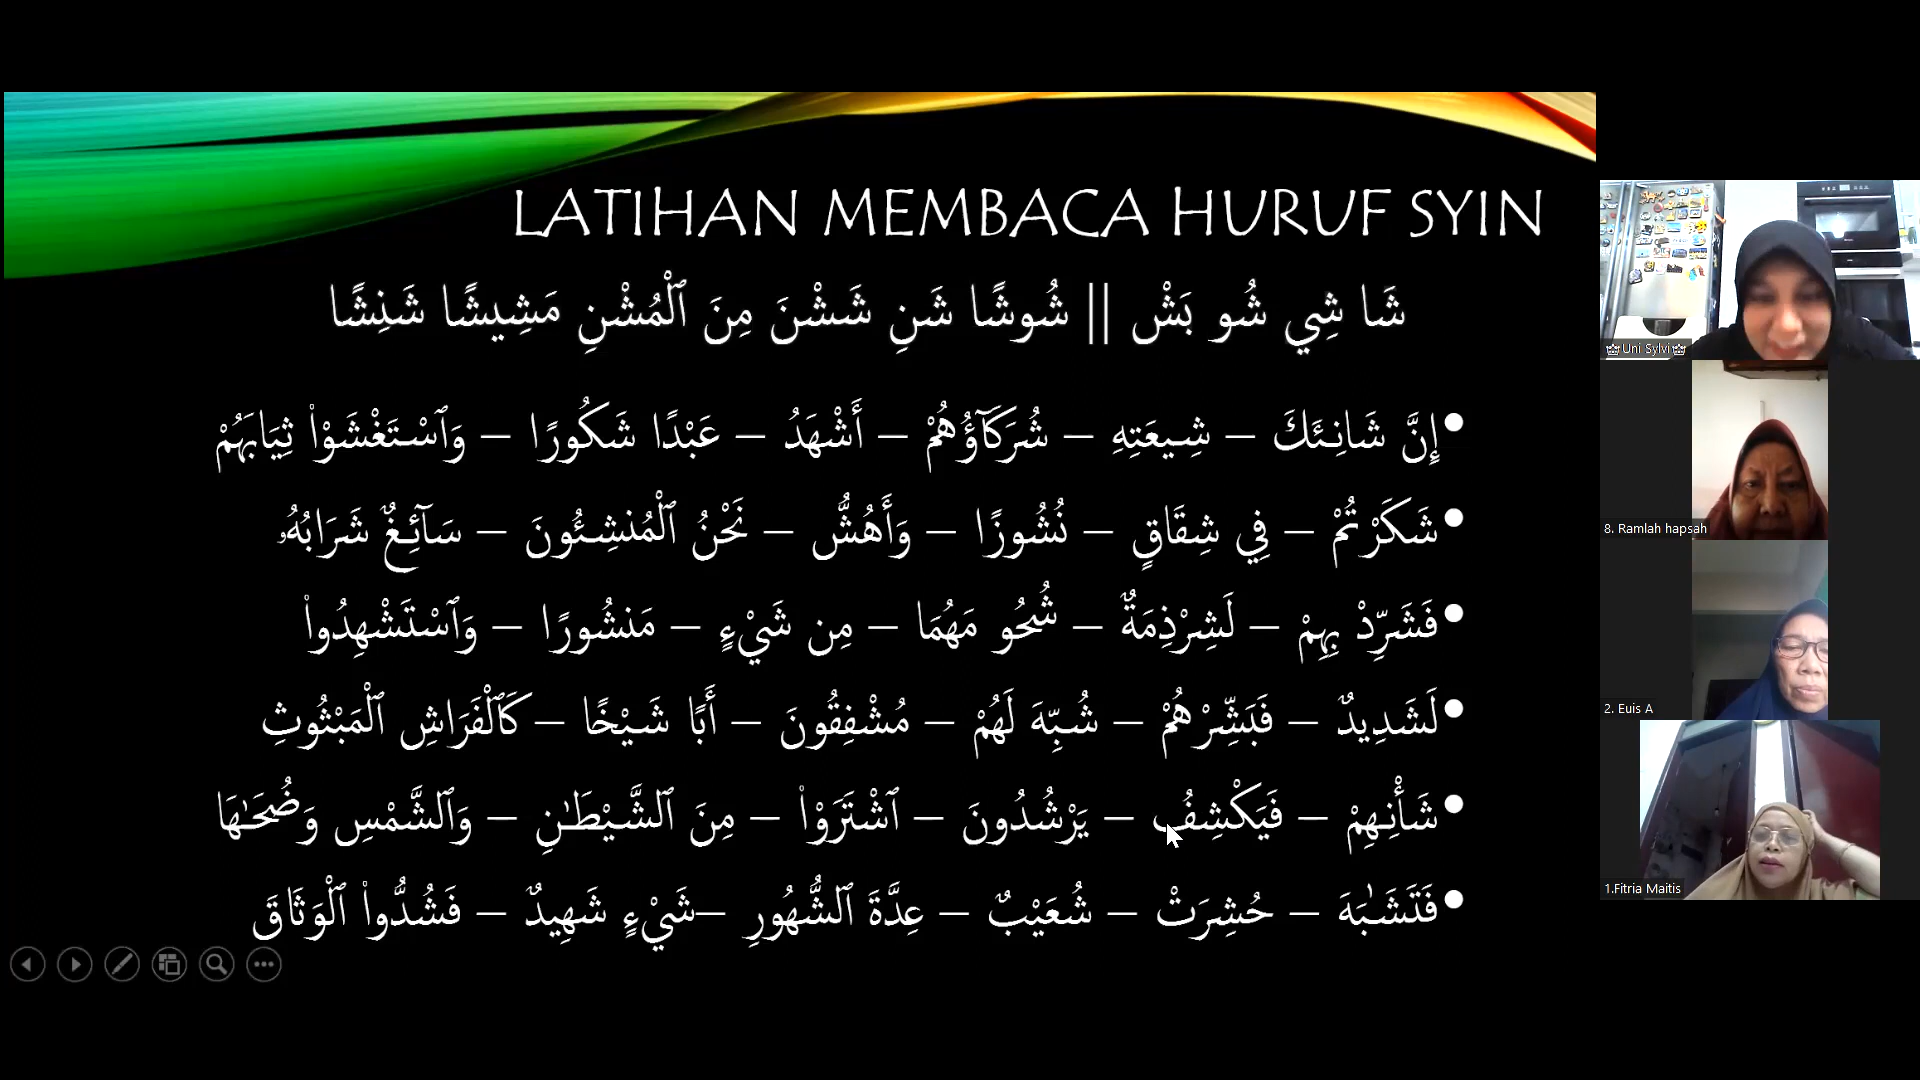 LATIHAN MEMBACA HURUF SYIN
شَا شِي شُو بَشْ || شُوشًا شَنِ شَشْنَ مِنَ ٱلْمُشْنِ مَشِيشًا شَنِشًا
•إِنَّ شَانِئَكَ – شِيعَتِهِ – شُرَكَآؤُهُمْ – أَشْهَدُ – عَبْدًا شَكُورًا – وَٱسْتَغْشَوْا۟ ثِيَابَهُمْ
•شَكَرْتُمْ – فِي شِقَاقٍ – نُشُوزًا – وَأَهُشُّ – نَحْنُ ٱلْمُنشِئُونَ – سَآئِغٌ شَرَابُهُۥ
•فَشَرِّدْ بِهِمْ – لَشِرْذِمَةٌ – شُحُو مَهُمَا – مِن شَيْءٍ – مَنشُورًا – وَٱسْتَشْهِدُوا۟
•لَشَدِيدٌ – فَبَشِّرْهُمْ – شُبِّهَ لَهُمْ – مُشْفِقُونَ – أَبًا شَيْخًا – كَٱلْفَرَاشِ ٱلْمَبْثُوثِ
•شَأْنِهِمْ – فَيَكْشِفُ – يَرْشُدُونَ – ٱشْتَرَوْا۟ – مِنَ ٱلشَّيْطَـٰنِ – وَٱلشَّمْسِ وَضُحَىٰهَا
•فَتَشَـٰبَهَ – حُشِرَتْ – شُعَيْبٌ – عِدَّةَ ٱلشُّهُورِ –شَيْءٍ شَهِيدٌ – فَشُدُّوا۟ ٱلْوَثَاقَ
Uni Sylvi
8. Ramlah hapsah
2. Euis A
1.Fitria Maitis